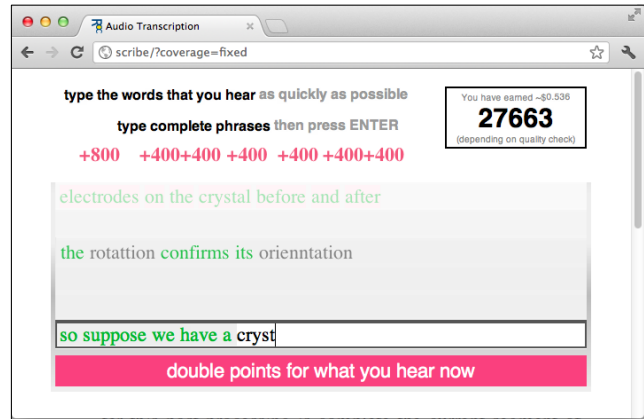 Audio Transcription
scribe/?coverage=fixed
type the words that you hear as quickly as possible
type complete phrases then press ENTER
You have earned ~$0.536
27663
(depending on quality check)
+800 +400+400 +400 +400 +400+400
electrodes on the crystal before and after
the rotattion confirms its orienntation
so suppose we have a cryst
double points for what you hear now